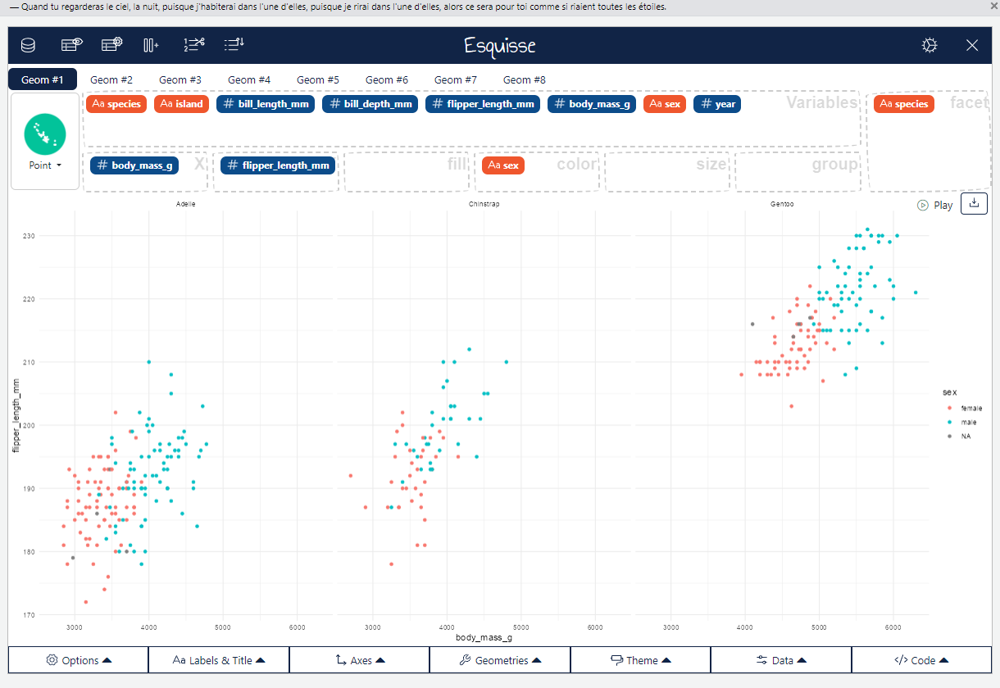 — Quand tu regarderas le ciel, la nuit, puisque j'habiterai dans l'une d'elles, puisque je rirai dans l'une d'elles, alors ce sera pour toi comme si riaient toutes les étoiles.
Esquisse
Geom #1 Geom #2 Geom #3 Geom #4 Geom #5 Geom #6 Geom #7 Geom #8
Aa species Aa island # bill_length_mm # bill_depth_mm # flipper_length_mm # body_mass_g Aa sex # year Variables
Aa species facet
Point
# body_mass_g X # flipper_length_mm fill Aa sex color size group
Adelie Chinstrap Gentoo
Play
230
220
210
200
190
180
170
flipper_length_mm
3000 4000 5000 6000 3000 4000 5000 6000 3000 4000 5000 6000
body_mass_g
sex
female
male
NA
Options Aa Labels & Title Axes Geometries Theme Data </> Code